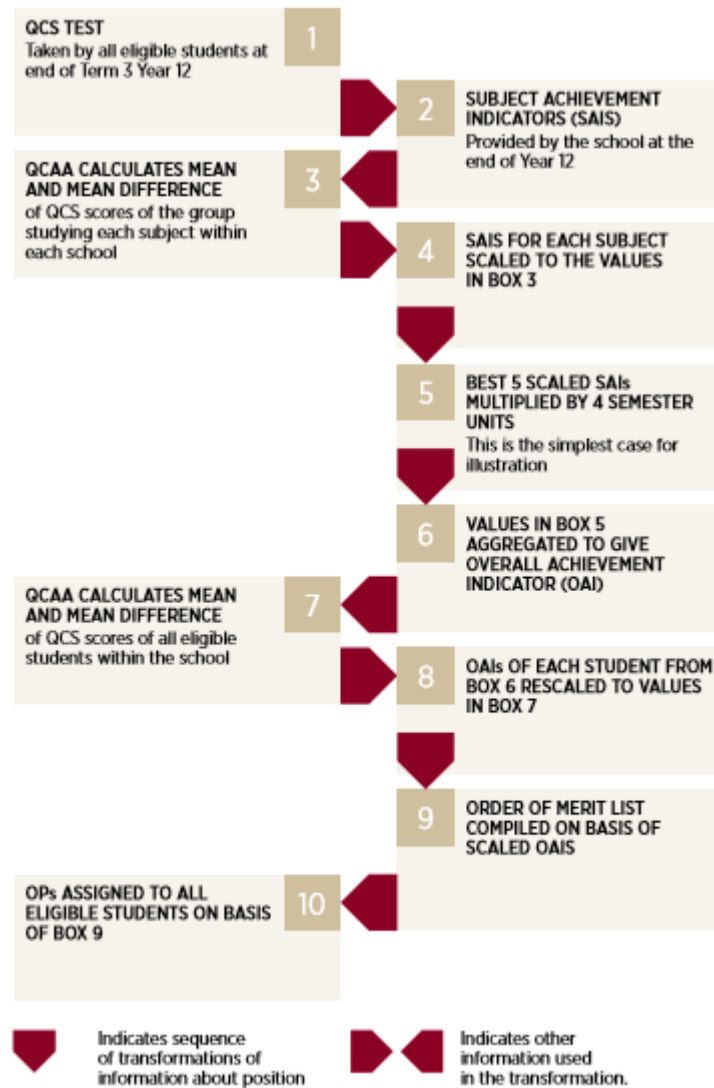 QCS TEST
Taken by all eligible students at
end of Term 3 Year 12
1
2
SUBJECT ACHIEVEMENT
INDICATORS (SAIS)
Provided by the school at the
end of Year 12
QCAA CALCULATES MEAN
AND MEAN DIFFERENCE
of QCS scores of the group
studying each subject within
each school
3
4
SAIS FOR EACH SUBJECT
SCALED TO THE VALUES
IN BOX 3
5
BEST 5 SCALED SAIs
MULTIPLIED BY 4 SEMESTER
UNITS
This is the simplest case for
illustration
6
VALUES IN BOX 5
AGGREGATED TO GIVE
OVERALL ACHIEVEMENT
INDICATOR (OAI)
QCAA CALCULATES MEAN
AND MEAN DIFFERENCE
of QCS scores of all eligible
students within the school
7
8
OAIs OF EACH STUDENT FROM
BOX 6 RESCALED TO VALUES
IN BOX 7
9
ORDER OF MERIT LIST
COMPILED ON BASIS OF
SCALED OAIS
OPs ASSIGNED TO ALL
ELIGIBLE STUDENTS ON BASIS
OF BOX 9
10
Indicates sequence
of transformations of
information about position
Indicates other
information used
in the transformation.